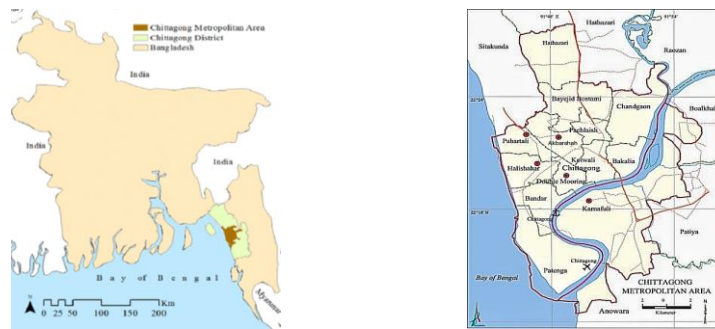 Chittagong Metropolitan Area
Chittagong District
Bangladesh
India
India
India
Bay of Bengal
Myanmar
N
Km
0 25 50 100 150 200
Hathazari
Hathazari
Raozan
Sitakunda
Bayejid Bostami
Chandgaon
Boalkhali
Pachlaish
Pahartali
Akbarshah
Kotwali
Chittagong
Bakalia
Halishahar
Double Mooring
Bandar
Karnafuli
Chittagong
Patiya
Chittagong
Bay of Bengal
Patenga
CHITTAGONG
METROPOLITAN AREA
Kilometer
Anowara